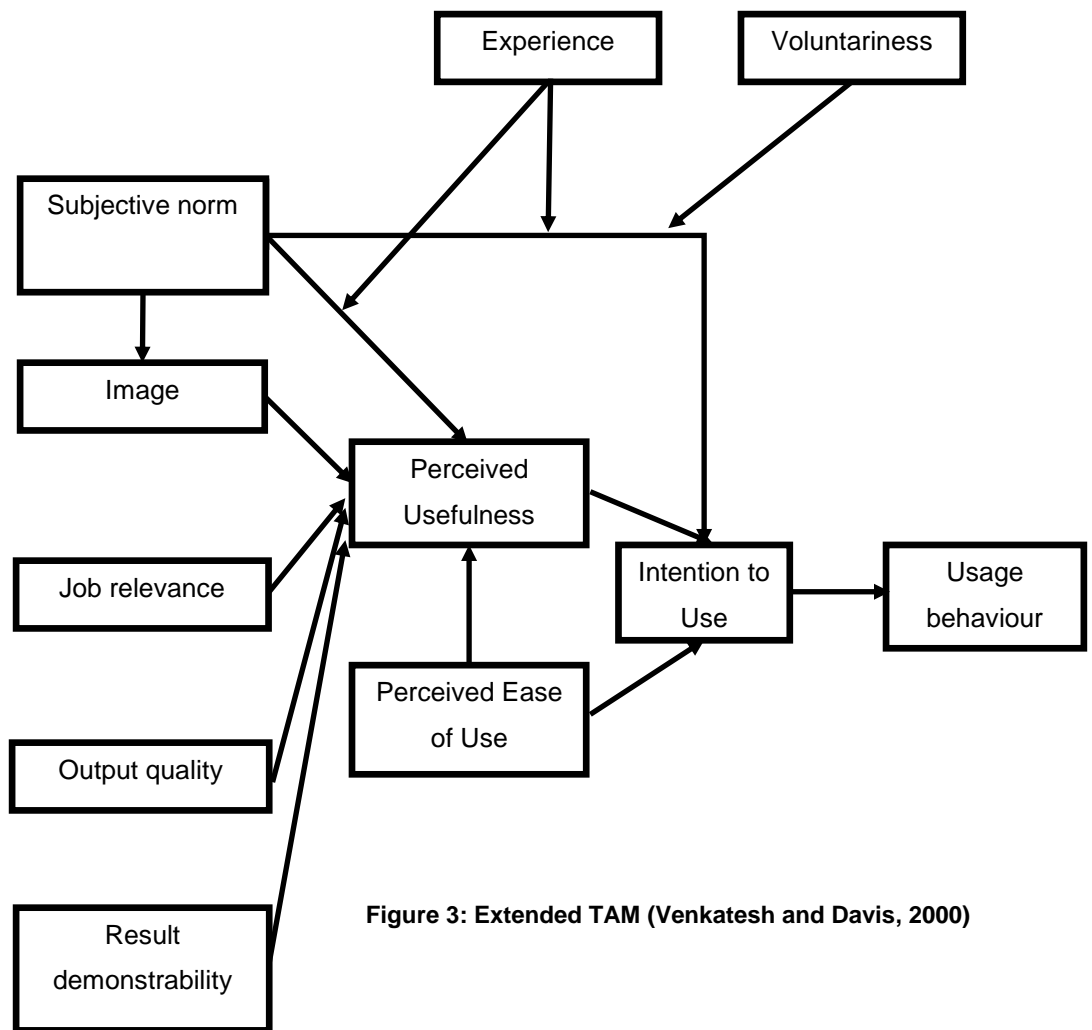 Experience
Voluntariness
Subjective norm
Image
Perceived
Usefulness
Job relevance
Intention to
Use
Usage
behaviour
Perceived Ease
of Use
Output quality
Result
demonstrability
Figure 3: Extended TAM (Venkatesh and Davis, 2000)